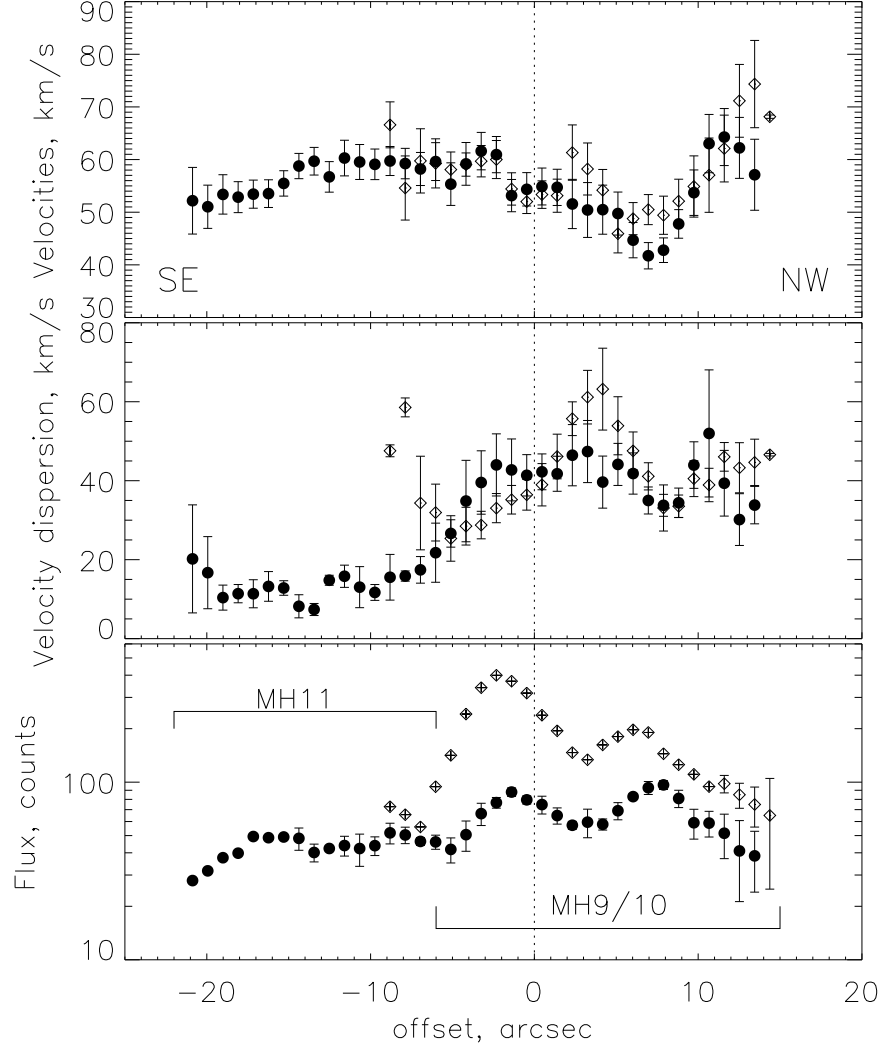 90
80
70
60
50
40
30
Velocities, km/s
SE
NW
80
60
40
20
0
Velocity dispersion, km/s
MH11
100
10
Flux, counts
MH9/10
−20
−10
0
10
20
offset, arcsec